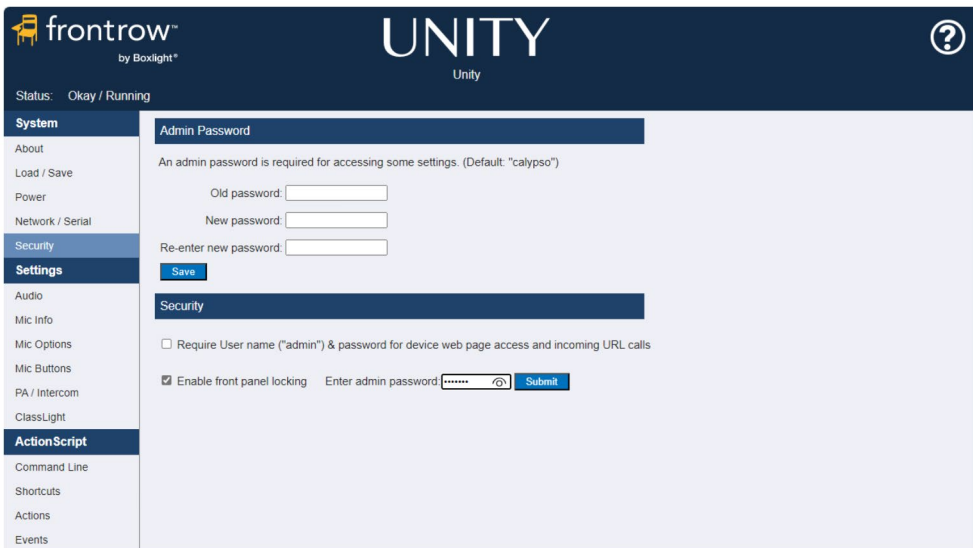 frontrow™
by Boxlight®
UNITY
Unity
?
Status: Okay / Running
System
About
Load / Save
Power
Network / Serial
Security
Settings
Audio
Mic Info
Mic Options
Mic Buttons
PA / Intercom
ClassLight
ActionScript
Command Line
Shortcuts
Actions
Events
Admin Password
An admin password is required for accessing some settings. (Default: "calypso")
Old password:
New password:
Re-enter new password:
Save
Security
Require User name ("admin") & password for device web page access and incoming URL calls
Enable front panel locking Enter admin password: ••••••• Submit